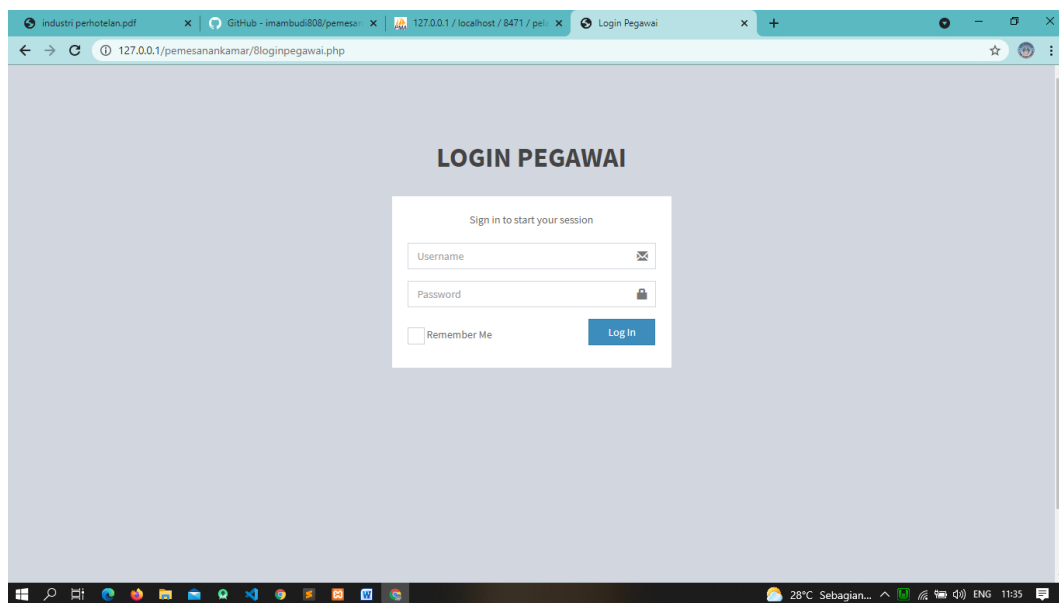 industri perhotelan.pdf
GitHub - imambudi808/pemesan
127.0.0.1 / localhost / 8471 / pela
Login Pegawai
127.0.0.1/pemesanankamar/8loginpegawai.php
LOGIN PEGAWAI
Sign in to start your session
Username
Password
Remember Me
Log In
28°C Sebagian...
ENG
11:35